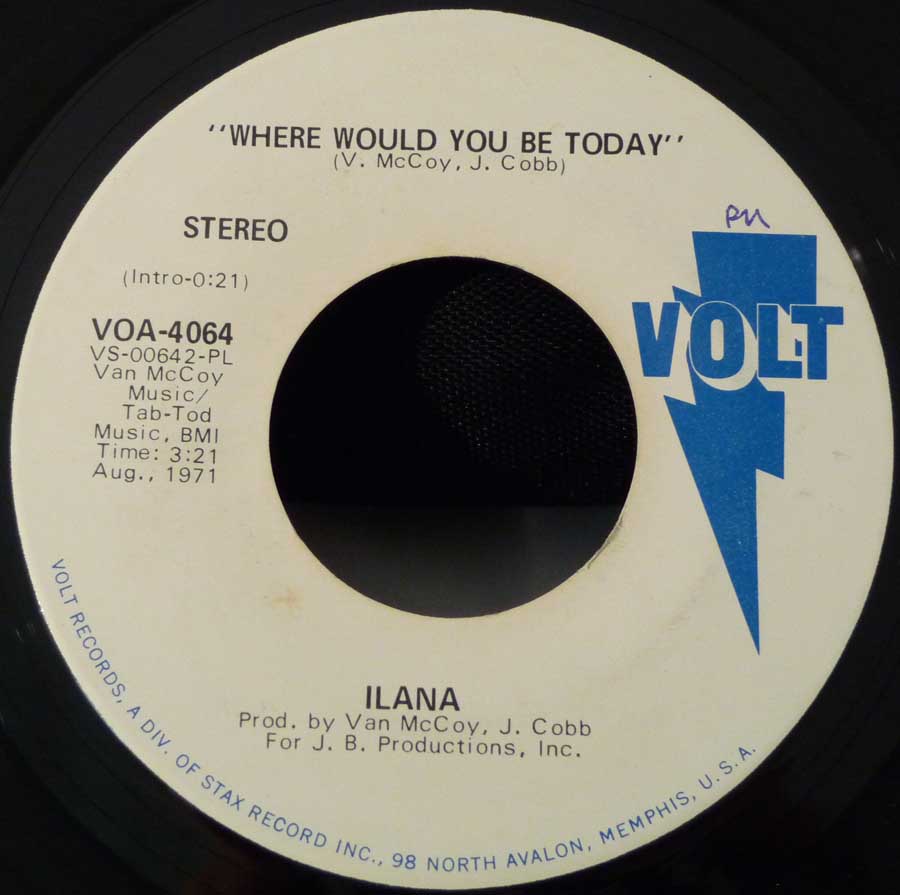 "WHERE WOULD YOU BE TODAY"
(V. McCoy, J. Cobb)
STEREO
(Intro-0:21)
VOA-4064
VS-00642-PL
Van McCoy
Music/
Tab-Tod
Music, BMI
Time: 3:21
Aug., 1971
VOLT
ILANA
Prod. by Van McCoy, J. Cobb
For J. B. Productions, Inc.
VOLT RECORDS, A DIV. OF STAX RECORD INC., 98 NORTH AVALON, MEMPHIS, U.S.A.